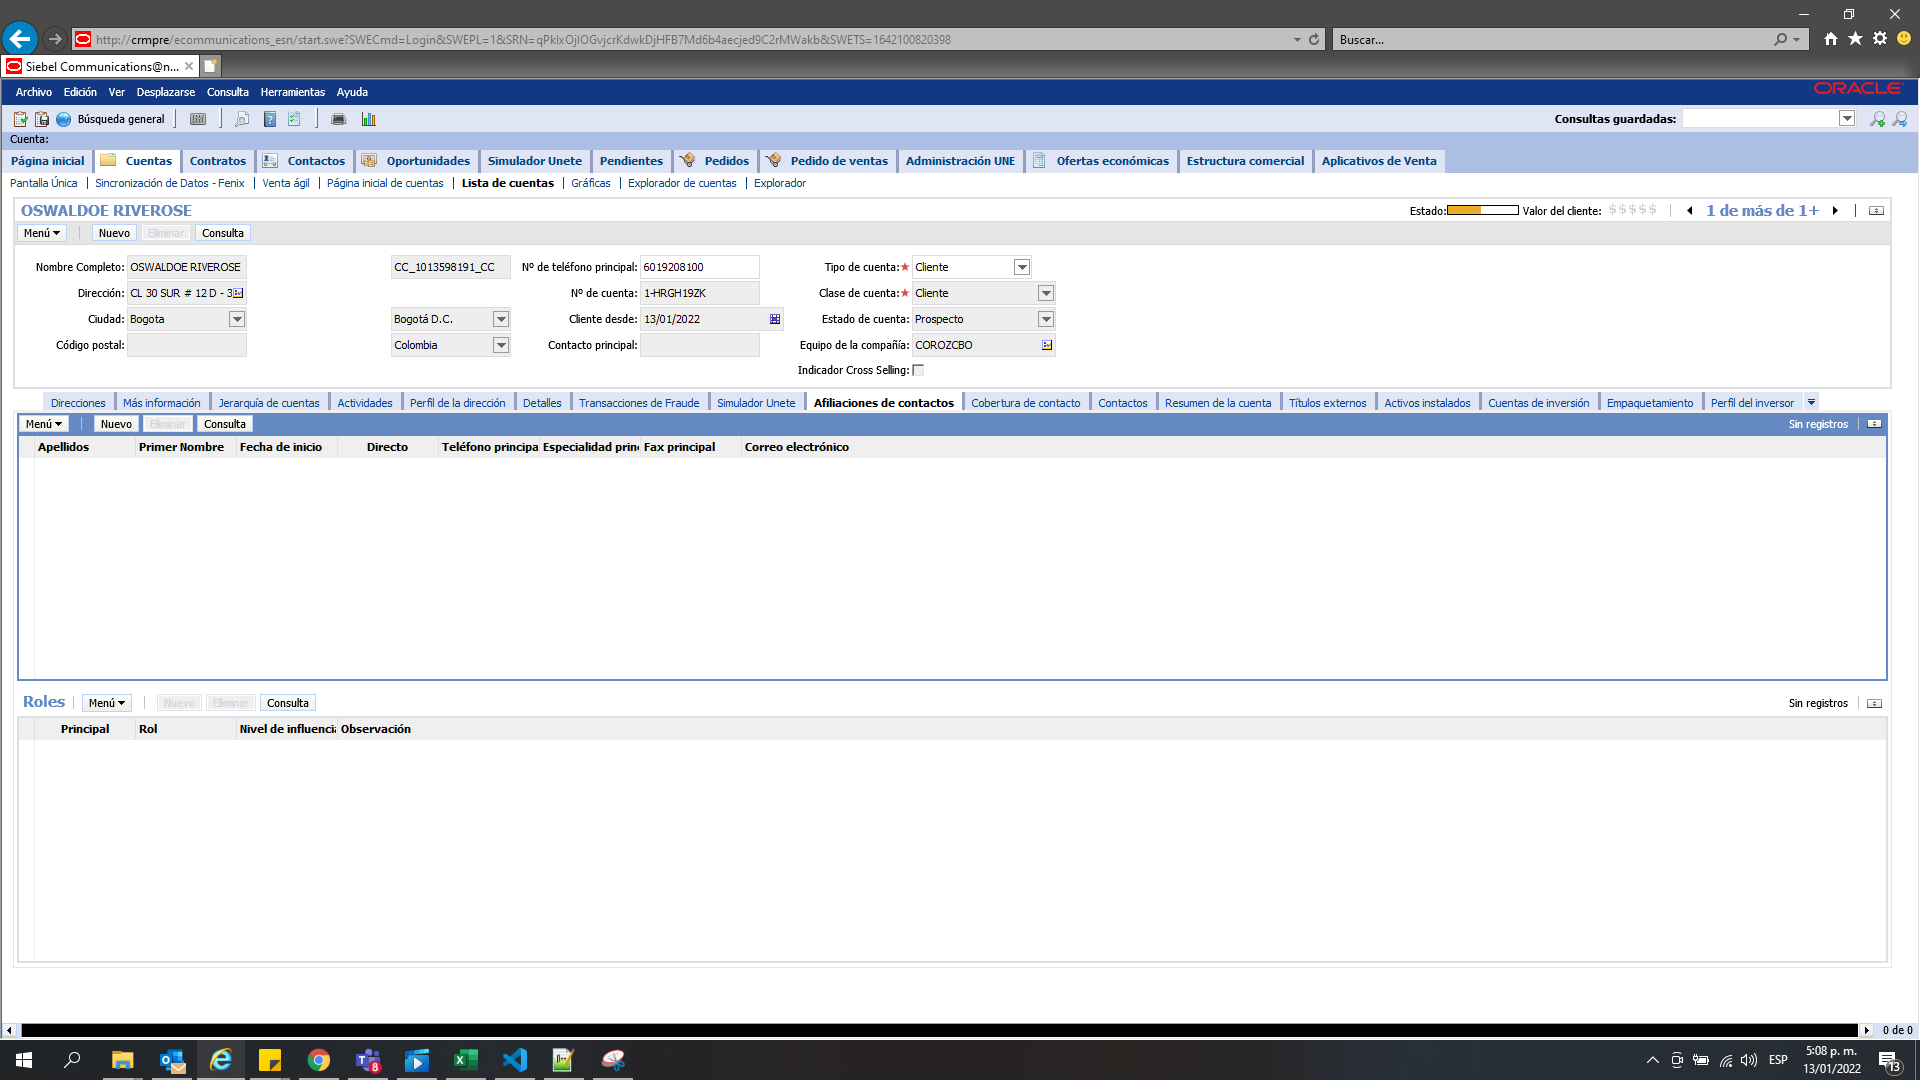 http://crmpre/ecommunications_esn/start.swe?SWECmd=Login&SWEPL=1&SRN=qPklxOjlOGvjcrKdwkDjHFB7Md6b4aecjed9C2rMWakb&SWETS=1642100820398
Buscar...
Siebel Communications@n...
Archivo Edición Ver Desplazarse Consulta Herramientas Ayuda
ORACLE
Búsqueda general
Consultas guardadas:
Cuenta:
Página inicial Cuentas Contratos Contactos Oportunidades Simulador Unete Pendientes Pedidos Pedido de ventas Administración UNE Ofertas económicas Estructura comercial Aplicativos de Venta
Pantalla Única Sincronización de Datos - Fenix Venta ágil Página inicial de cuentas Lista de cuentas Gráficas Explorador de cuentas Explorador
OSWALDOE RIVEROSE Estado: Valor del cliente: $$$$$ 1 de más de 1+
Menú Nuevo Eliminar Consulta
Nombre Completo: OSWALDOE RIVEROSE CC_1013598191_CC Nº de teléfono principal: 6019208100 Tipo de cuenta:★ Cliente
Dirección: CL 30 SUR # 12 D - 3 Nº de cuenta: 1-HRGH19ZK Clase de cuenta:★ Cliente
Ciudad: Bogota Bogotá D.C. Cliente desde: 13/01/2022 Estado de cuenta: Prospecto
Código postal: Colombia Contacto principal: Equipo de la compañía: COROZCBO
Indicador Cross Selling:
Direcciones Más información Jerarquía de cuentas Actividades Perfil de la dirección Detalles Transacciones de Fraude Simulador Unete Afiliaciones de contactos Cobertura de contacto Contactos Resumen de la cuenta Títulos externos Activos instalados Cuentas de inversión Empaquetamiento Perfil del inversor
Menú Nuevo Eliminar Consulta Sin registros
Apellidos Primer Nombre Fecha de inicio Directo Teléfono principa Especialidad prin Fax principal Correo electrónico
Roles Menú Nuevo Eliminar Consulta Sin registros
Principal Rol Nivel de influencia Observación
0 de 0
8
ESP
5:08 p. m.
13/01/2022
13